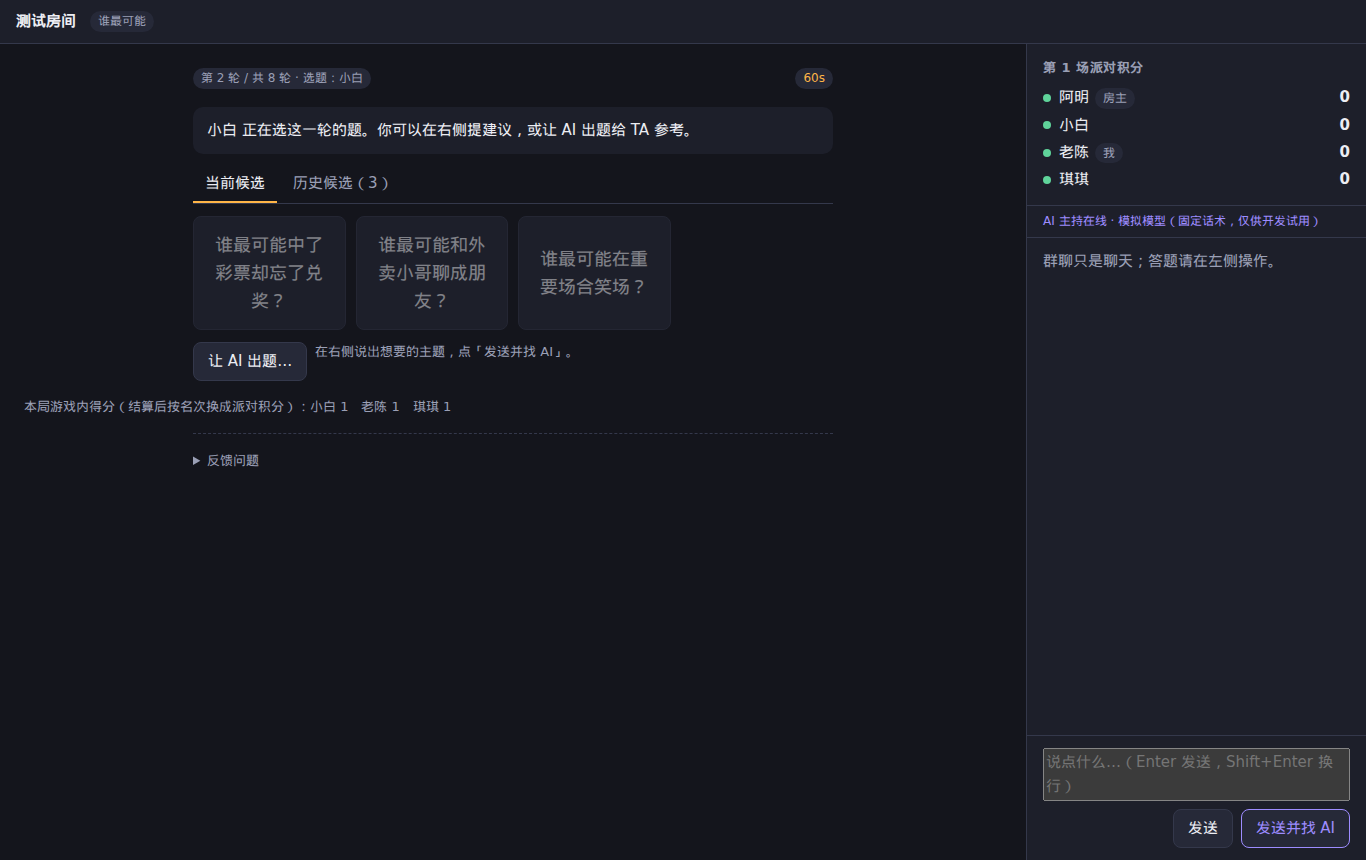 测试房间 谁最可能
第 2 轮 / 共 8 轮 · 选题：小白 60s
小白 正在选这一轮的题。你可以在右侧提建议，或让 AI 出题给 TA 参考。
当前候选 历史候选（3）
谁最可能中了
彩票却忘了兑
奖？
谁最可能和外
卖小哥聊成朋
友？
谁最可能在重
要场合笑场？
让 AI 出题… 在右侧说出想要的主题，点「发送并找 AI」。
本局游戏内得分（结算后按名次换成派对积分）：小白 1 老陈 1 琪琪 1
▶ 反馈问题
第 1 场派对积分
阿明 房主 0
小白 0
老陈 我 0
琪琪 0
AI 主持在线 · 模拟模型（固定话术，仅供开发试用）
群聊只是聊天；答题请在左侧操作。
说点什么…（Enter 发送，Shift+Enter 换
行）
发送 发送并找 AI